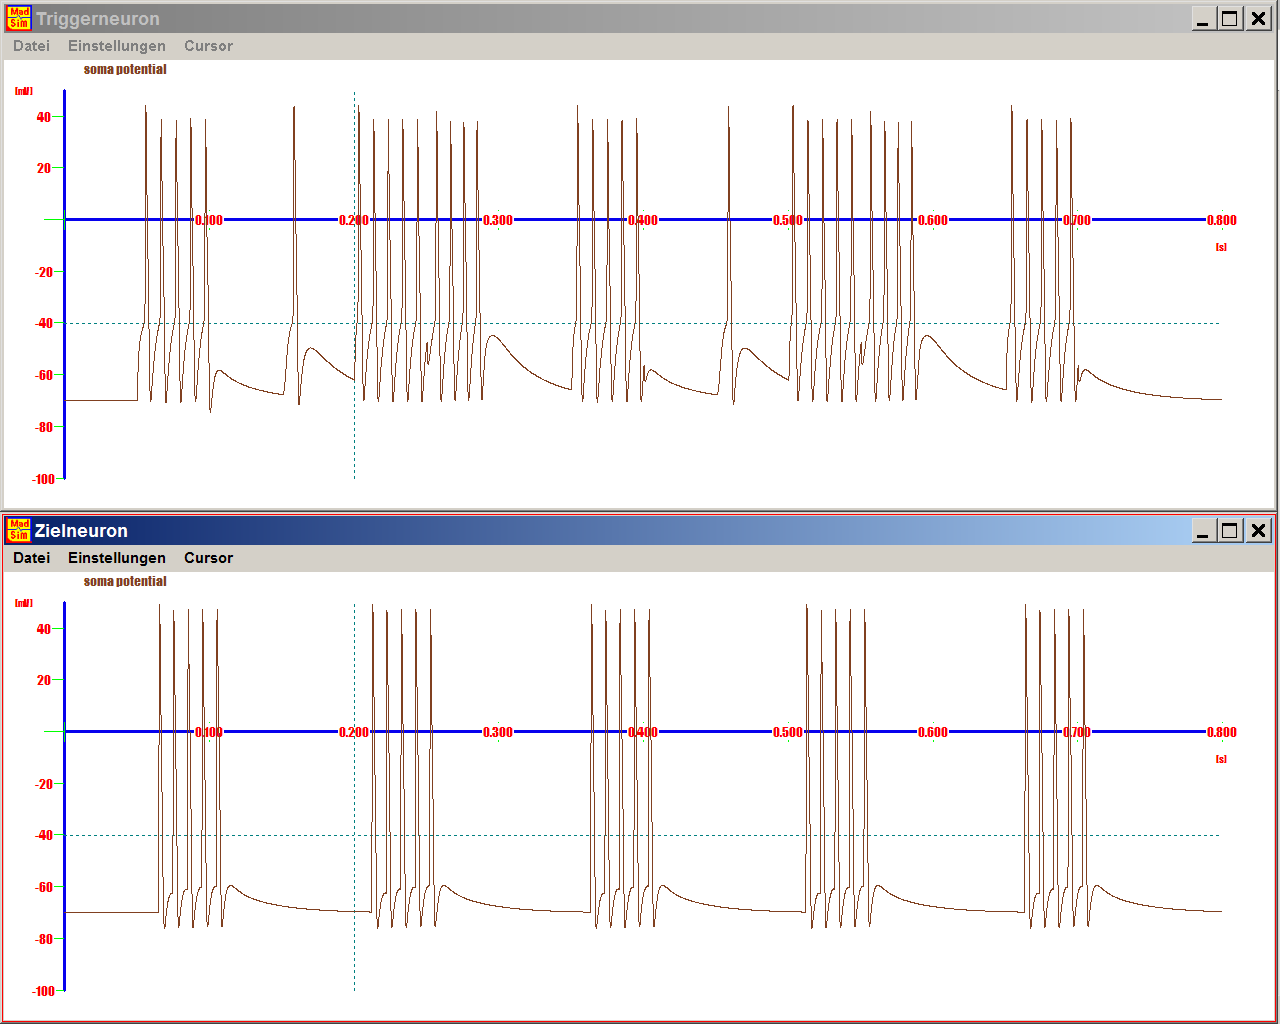 Mad Sim Triggerneuron
Datei Einstellungen Cursor
soma potential
[mV]
40
20
0.100 0.200 0.300 0.400 0.500 0.600 0.700 0.800
[s]
-20
-40
-60
-80
-100
Mad Sim Zielneuron
Datei Einstellungen Cursor
soma potential
[mV]
40
20
0.100 0.200 0.300 0.400 0.500 0.600 0.700 0.800
[s]
-20
-40
-60
-80
-100